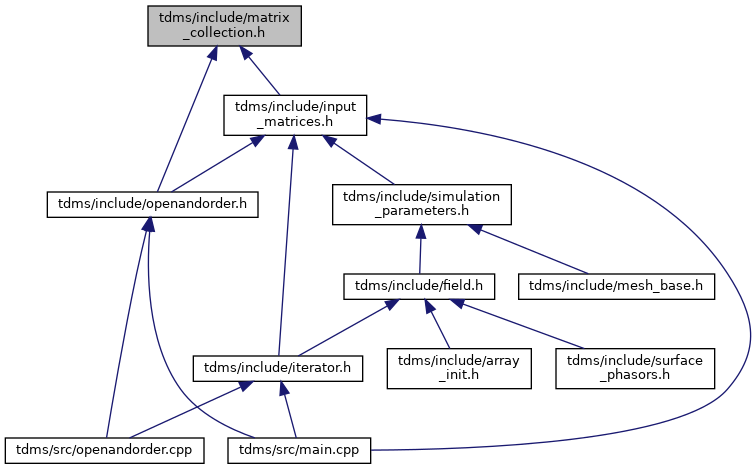 tdms/include/matrix
_collection.h
tdms/include/input
_matrices.h
tdms/include/openandorder.h
tdms/include/simulation
_parameters.h
tdms/include/field.h
tdms/include/mesh_base.h
tdms/include/iterator.h
tdms/include/array
_init.h
tdms/include/surface
_phasors.h
tdms/src/openandorder.cpp
tdms/src/main.cpp